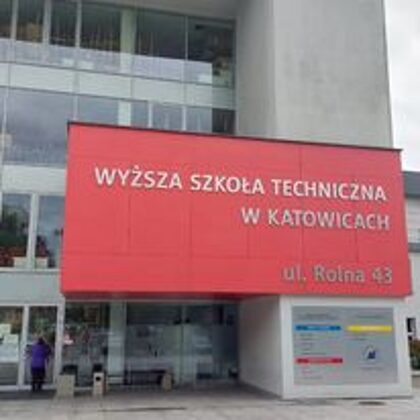 WYŻSZA SZKOŁA TECHNICZNA
W KATOWICACH
ul. Rolna 43